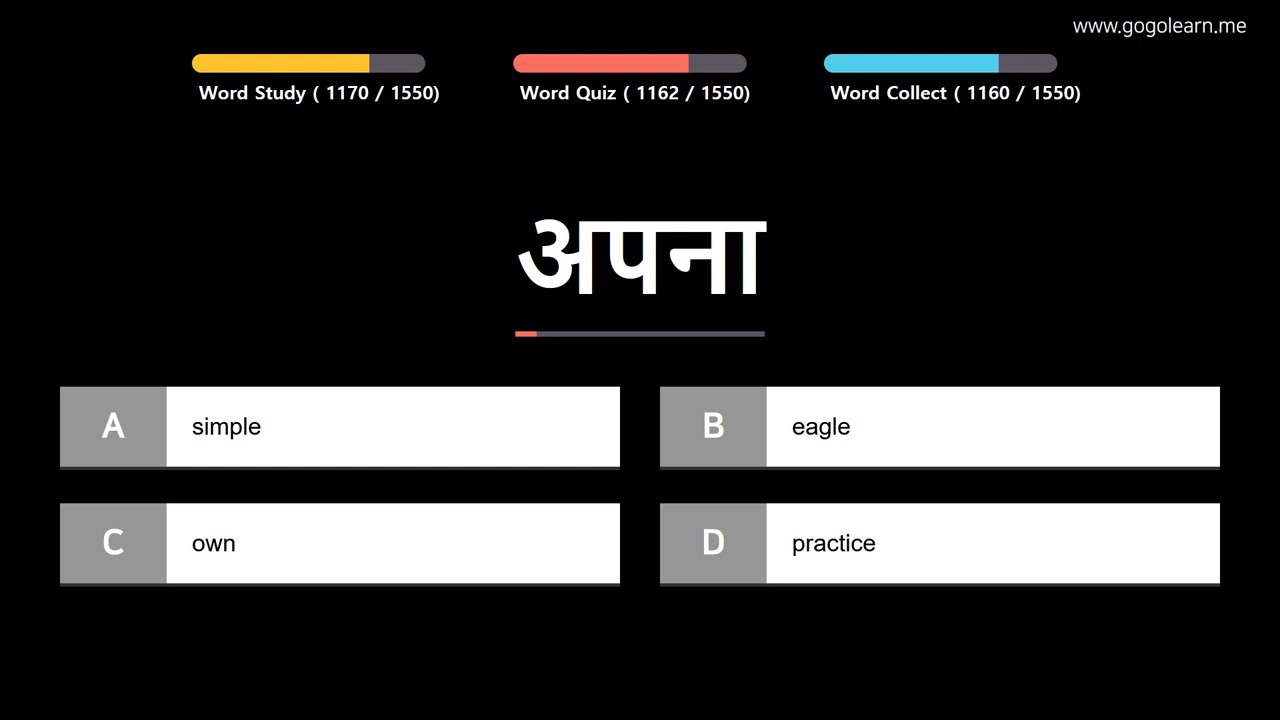 www.gogolearn.me
Word Study ( 1170 / 1550)
Word Quiz ( 1162 / 1550)
Word Collect ( 1160 / 1550)
अपना
A simple
B eagle
C own
D practice